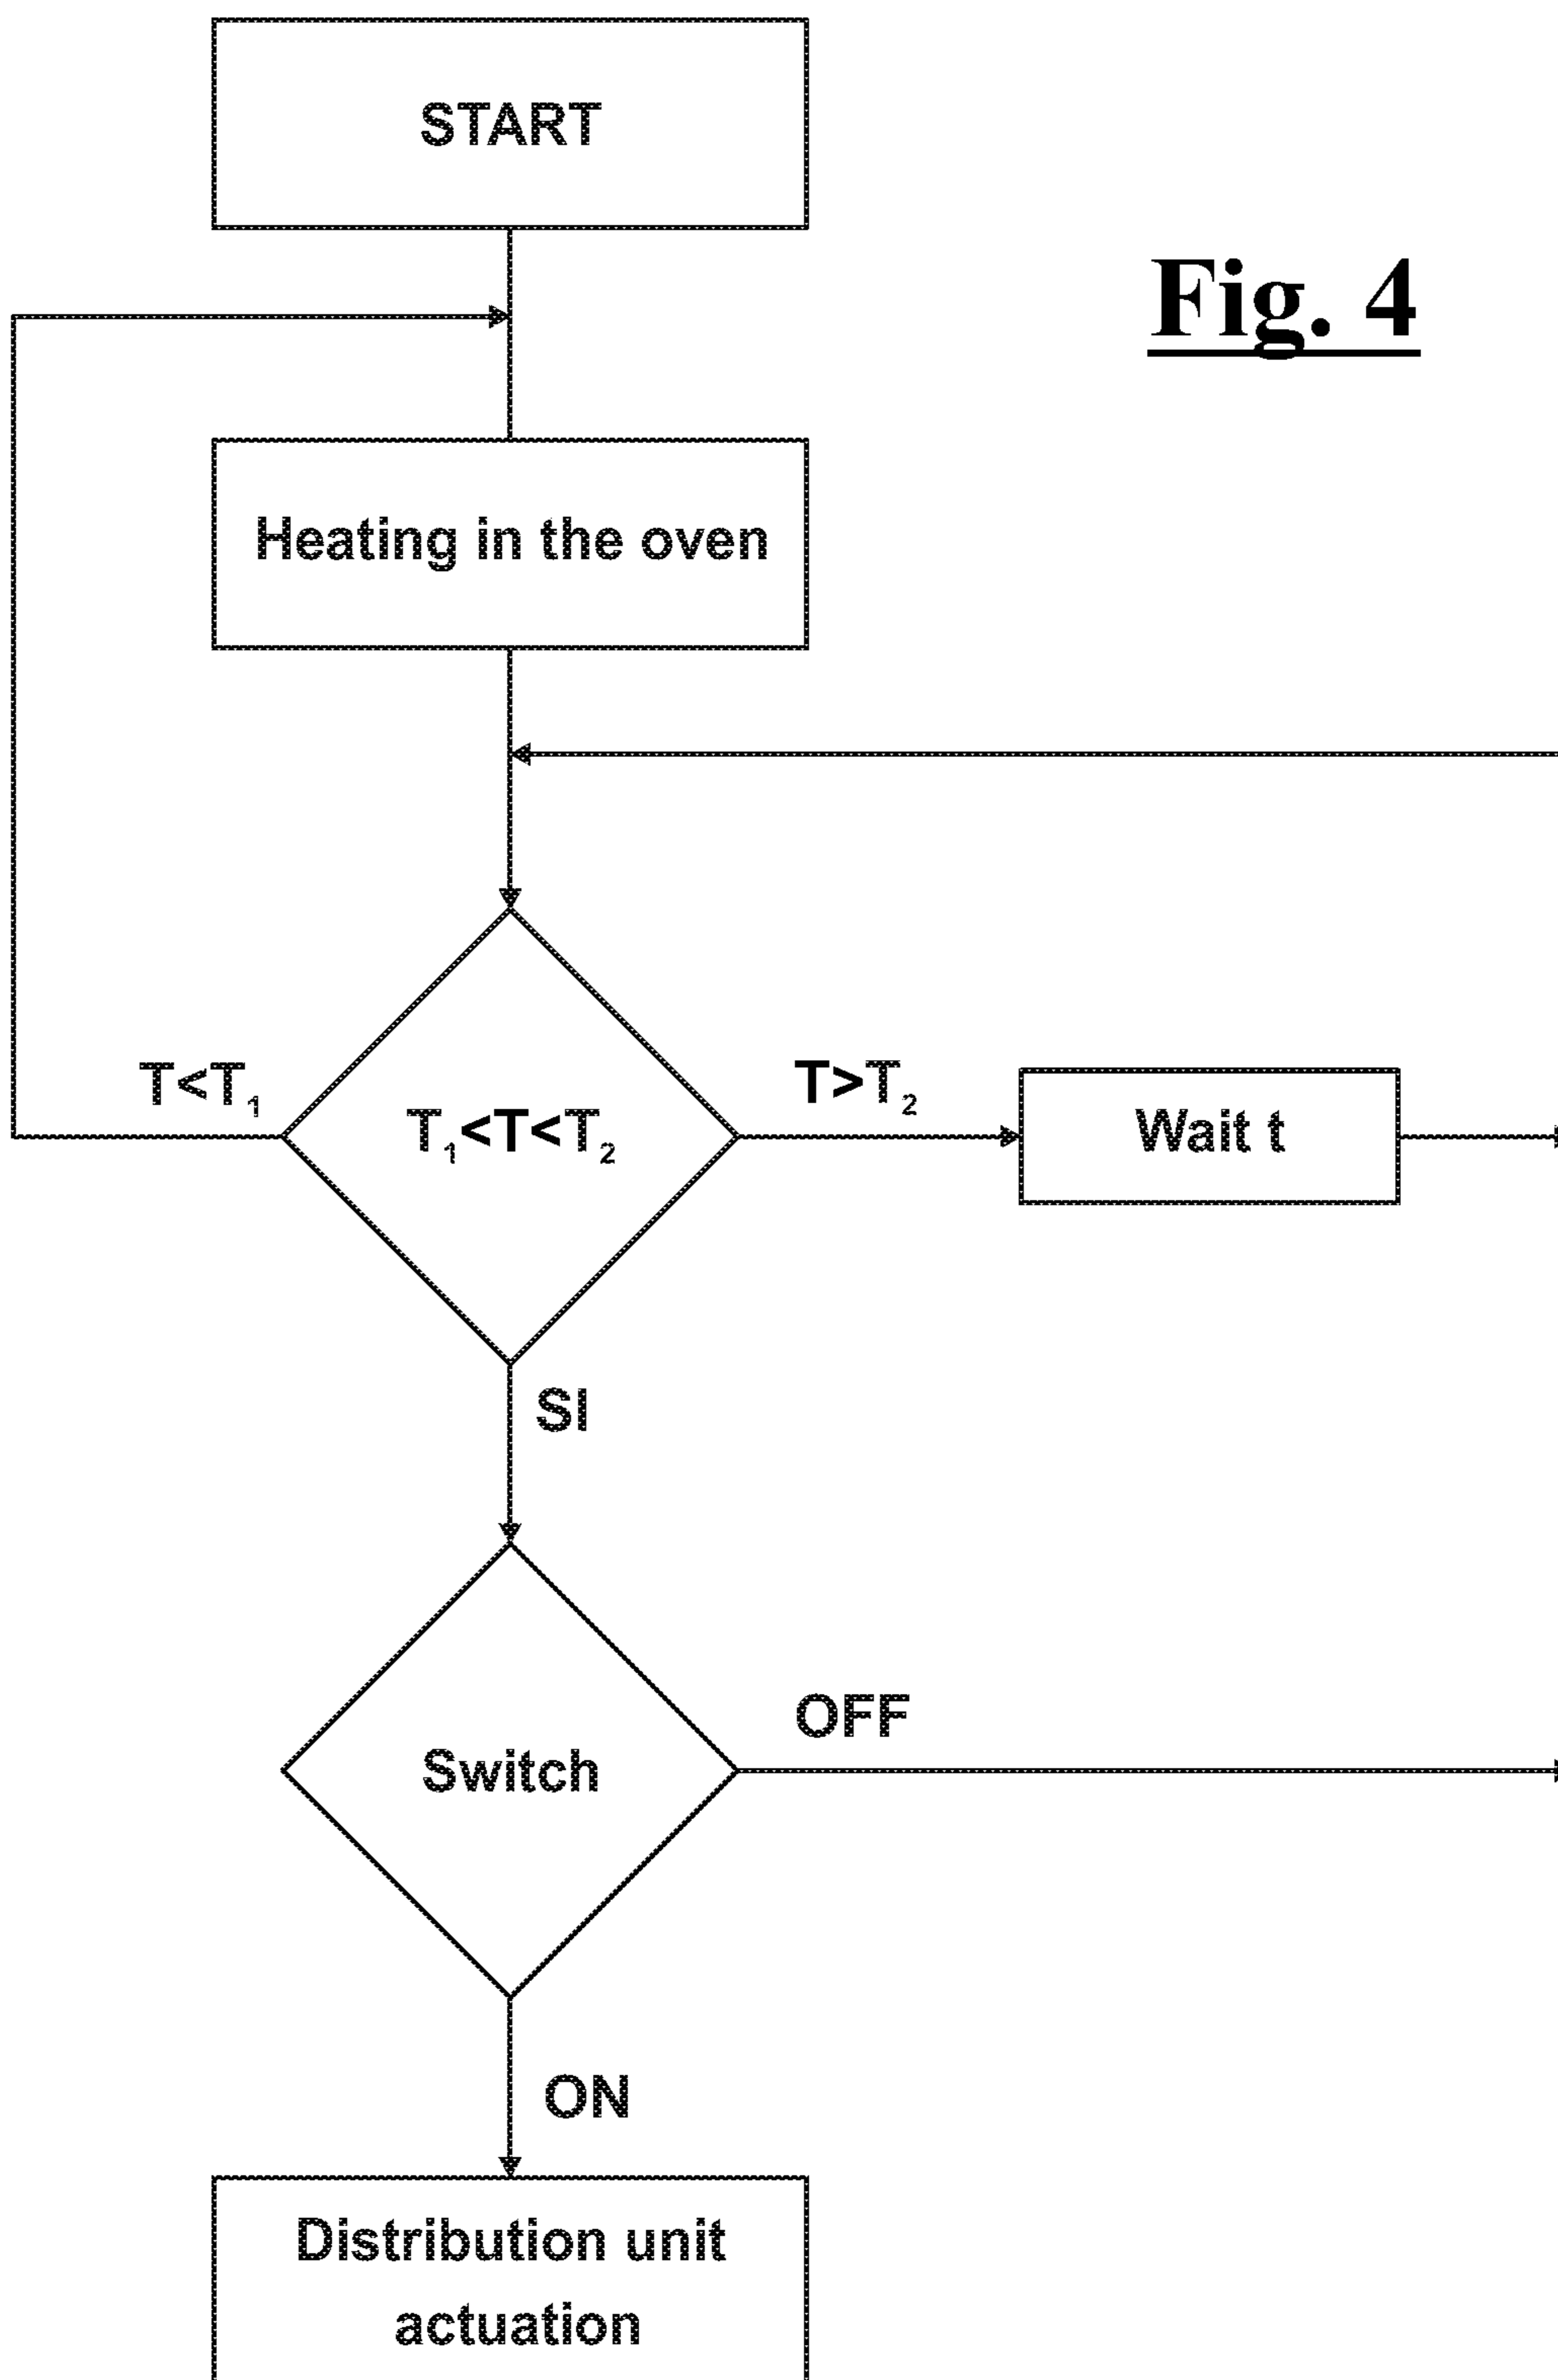 START
Fig. 4
Heating in the oven
T<T₁
T₁<T<T₂
T>T₂
Wait t
SI
OFF
Switch
ON
Distribution unit
actuation